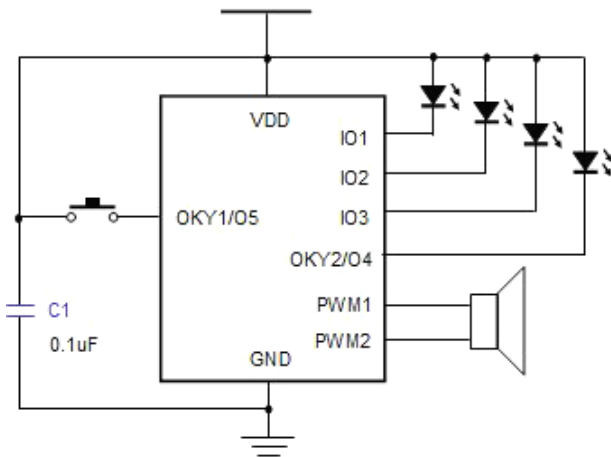 VDD
IO1
IO2
OKY1/O5
IO3
OKY2/O4
PWM1
C1
PWM2
0.1uF
GND